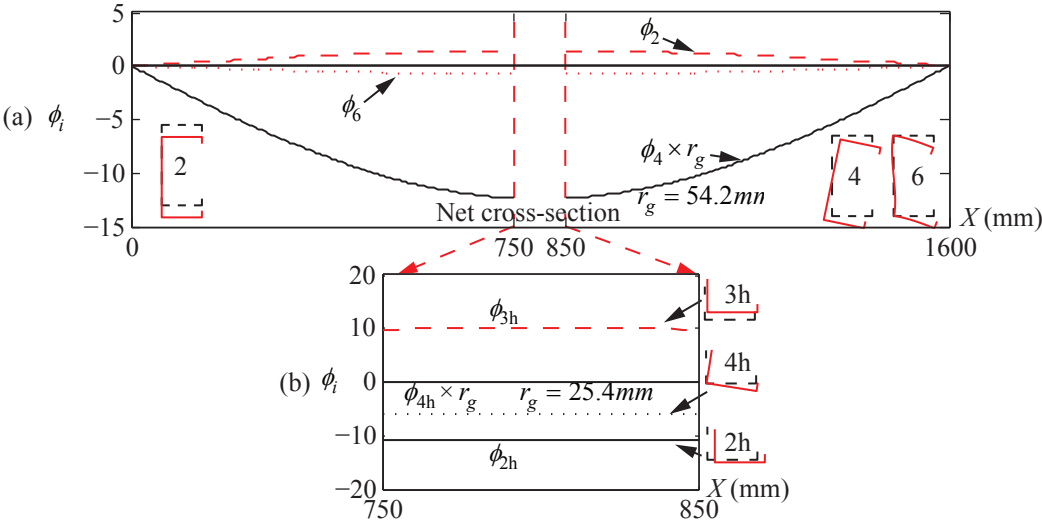 5
0
−5
−10
−15
(a) ϕi
ϕ2
ϕ6
ϕ4 × rg
rg = 54.2mm
2
4
6
Net cross-section
X (mm)
0
750
850
1600
20
10
0
−10
−20
(b) ϕi
ϕ3h
ϕ4h × rg
rg = 25.4mm
ϕ2h
3h
4h
2h
X (mm)
750
850